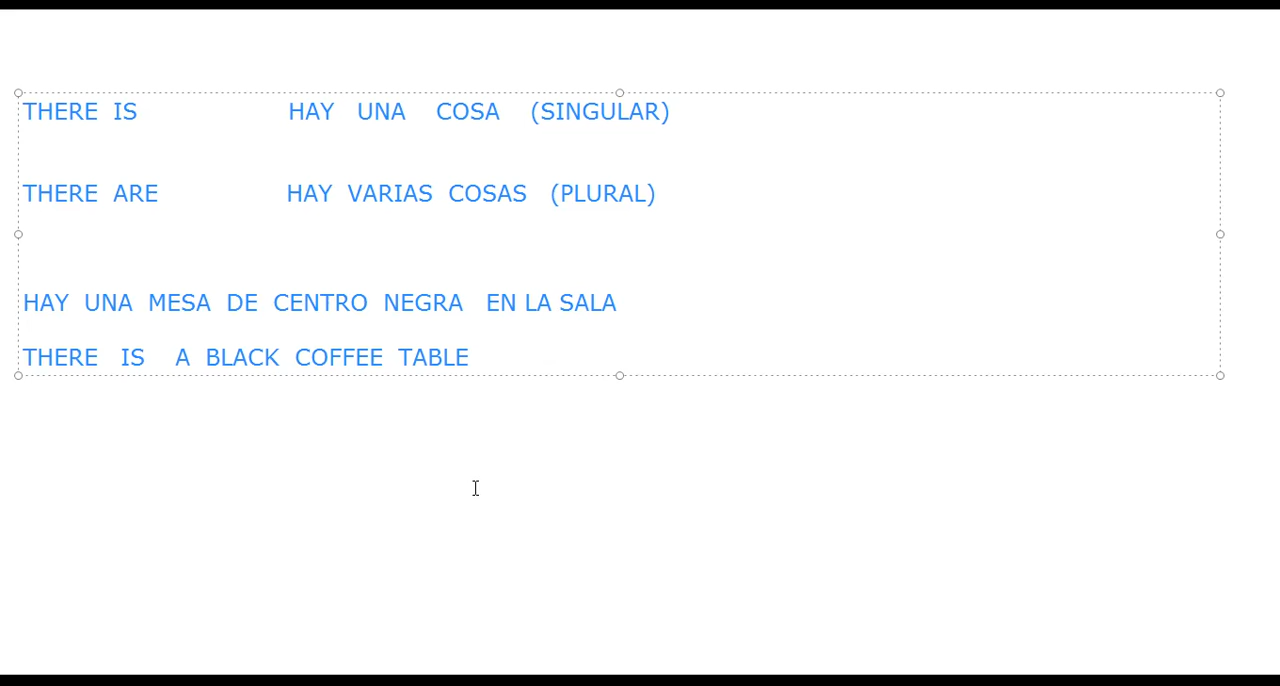 THERE IS HAY UNA COSA (SINGULAR)
THERE ARE HAY VARIAS COSAS (PLURAL)
HAY UNA MESA DE CENTRO NEGRA EN LA SALA
THERE IS A BLACK COFFEE TABLE